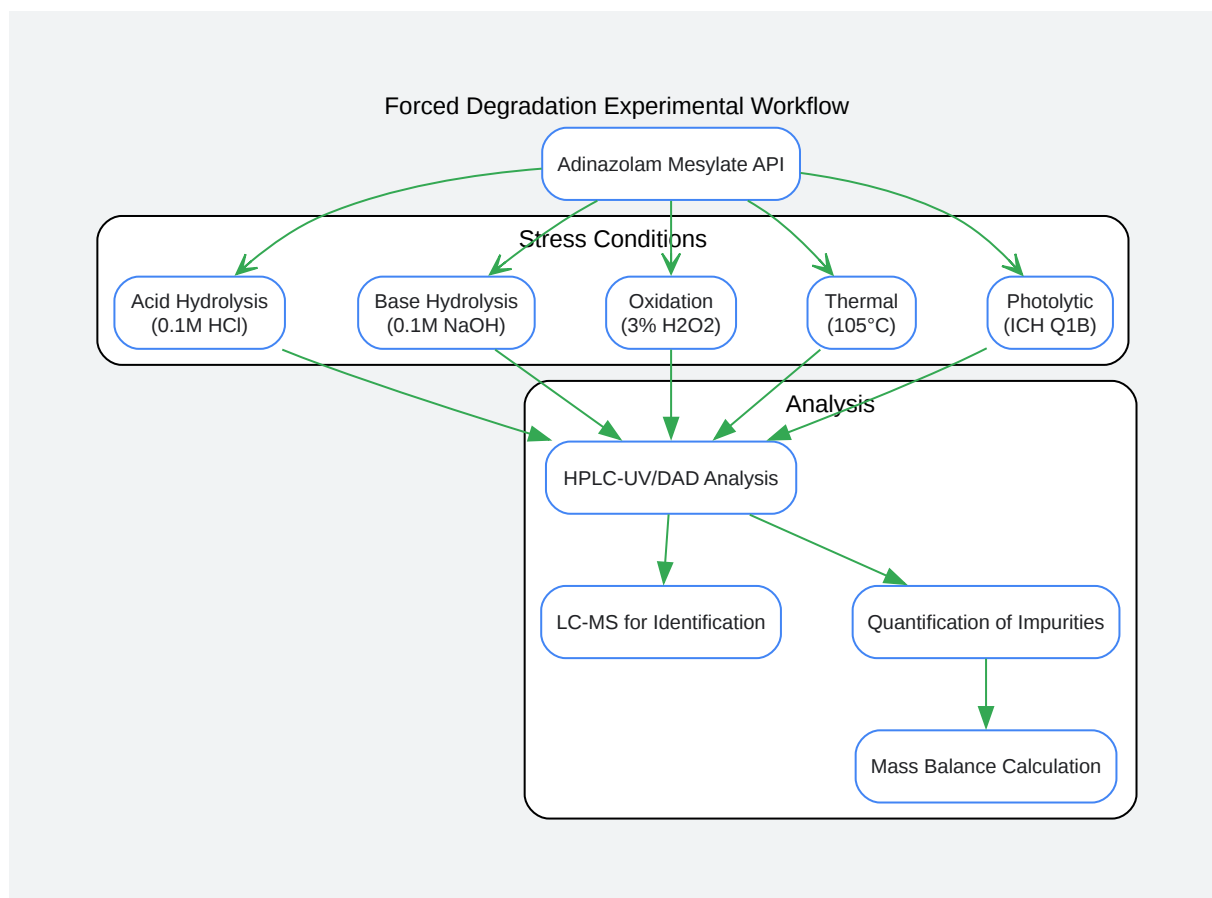 Forced Degradation Experimental Workflow
Adinazolam Mesylate API
Stress Conditions
Acid Hydrolysis
(0.1M HCl)
Base Hydrolysis
(0.1M NaOH)
Oxidation
(3% H2O2)
Thermal
(105°C)
Photolytic
(ICH Q1B)
Analysis
HPLC-UV/DAD Analysis
LC-MS for Identification
Quantification of Impurities
Mass Balance Calculation